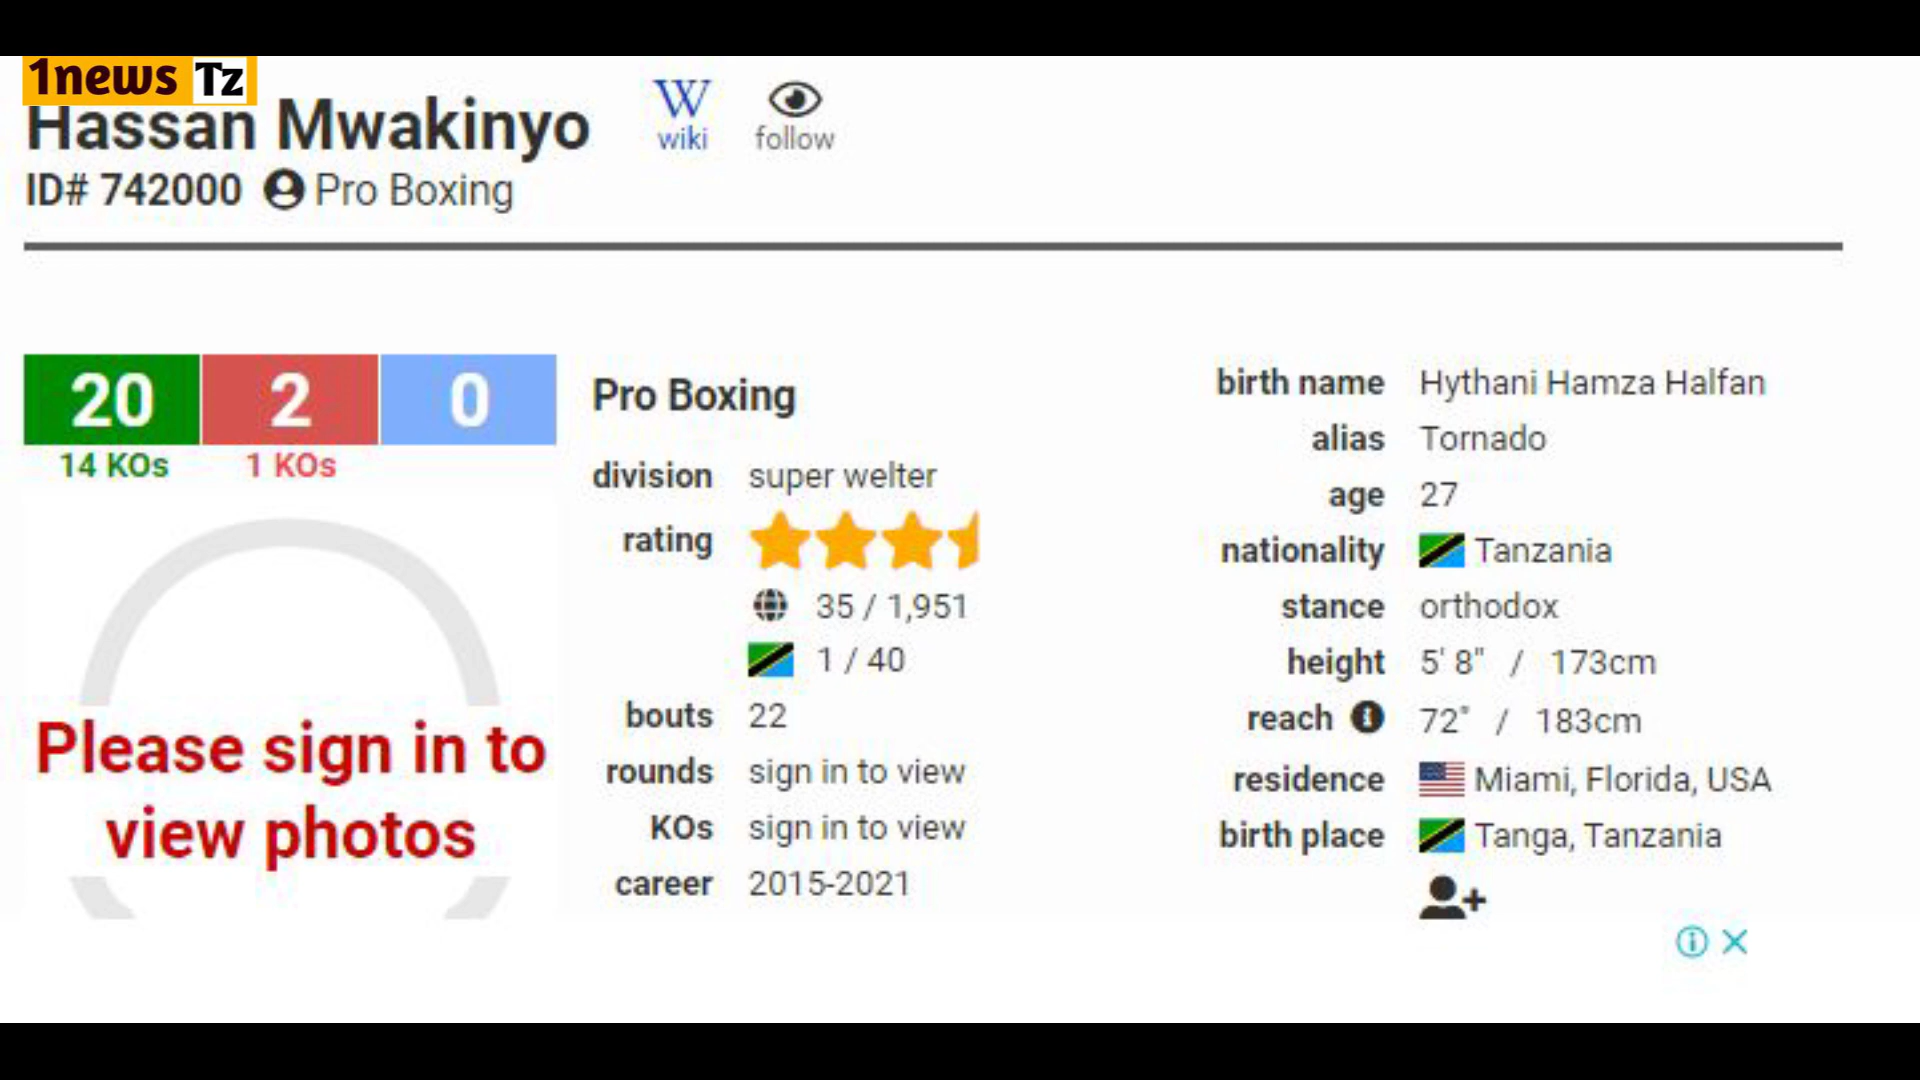 1news Tz
Hassan Mwakinyo
wiki
follow
ID# 742000 Pro Boxing
20 2 0
14 KOs 1 KOs
Please sign in to
view photos
Pro Boxing
division super welter
rating
35 / 1,951
1 / 40
bouts 22
rounds sign in to view
KOs sign in to view
career 2015-2021
birth name Hythani Hamza Halfan
alias Tornado
age 27
nationality Tanzania
stance orthodox
height 5' 8" / 173cm
reach 72" / 183cm
residence Miami, Florida, USA
birth place Tanga, Tanzania